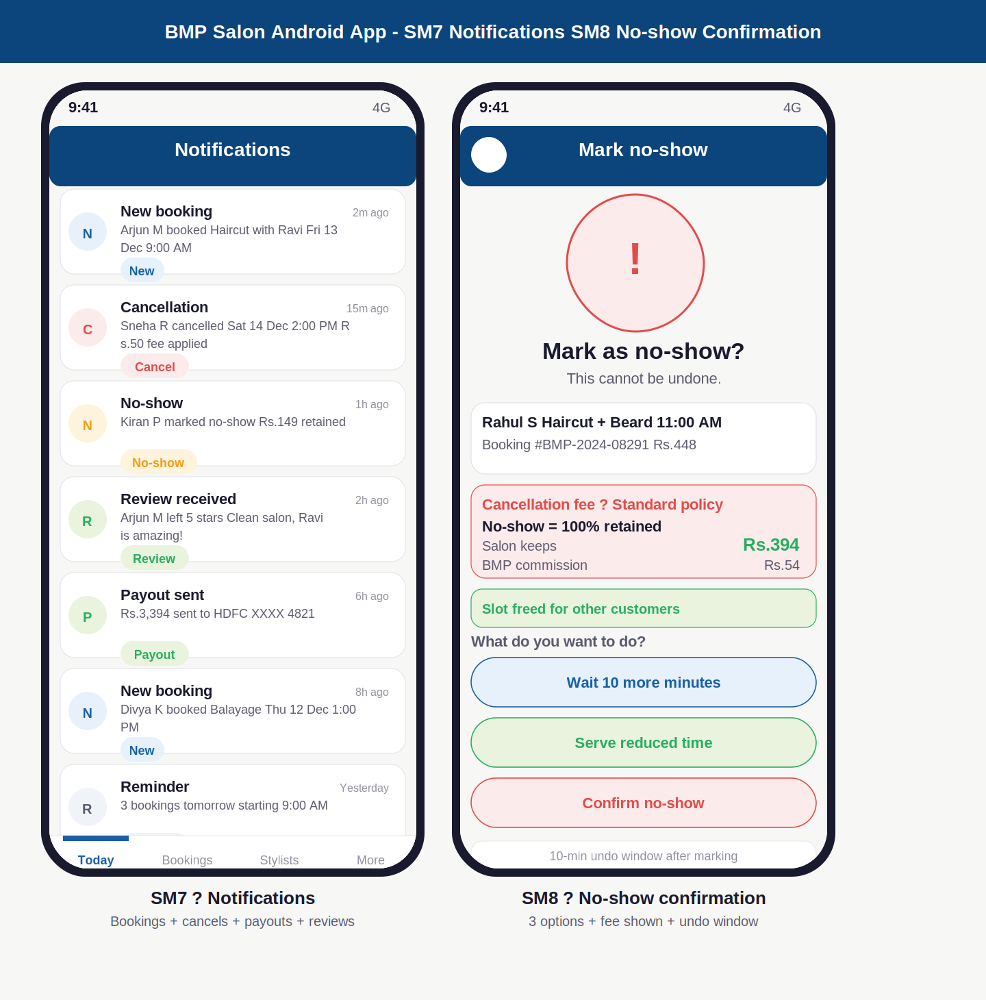 BMP Salon Android App - SM7 Notifications SM8 No-show Confirmation
9:41
4G
Notifications
N
New booking
2m ago
Arjun M booked Haircut with Ravi Fri 13
Dec 9:00 AM
New
C
Cancellation
15m ago
Sneha R cancelled Sat 14 Dec 2:00 PM R
s.50 fee applied
Cancel
N
No-show
1h ago
Kiran P marked no-show Rs.149 retained
No-show
R
Review received
2h ago
Arjun M left 5 stars Clean salon, Ravi
is amazing!
Review
P
Payout sent
6h ago
Rs.3,394 sent to HDFC XXXX 4821
Payout
N
New booking
8h ago
Divya K booked Balayage Thu 12 Dec 1:00
PM
New
R
Reminder
Yesterday
3 bookings tomorrow starting 9:00 AM
Today
Bookings
Stylists
More
SM7 ? Notifications
Bookings + cancels + payouts + reviews
9:41
4G
Mark no-show
!
Mark as no-show?
This cannot be undone.
Rahul S Haircut + Beard 11:00 AM
Booking #BMP-2024-08291 Rs.448
Cancellation fee ? Standard policy
No-show = 100% retained
Salon keeps
Rs.394
BMP commission
Rs.54
Slot freed for other customers
What do you want to do?
Wait 10 more minutes
Serve reduced time
Confirm no-show
10-min undo window after marking
SM8 ? No-show confirmation
3 options + fee shown + undo window